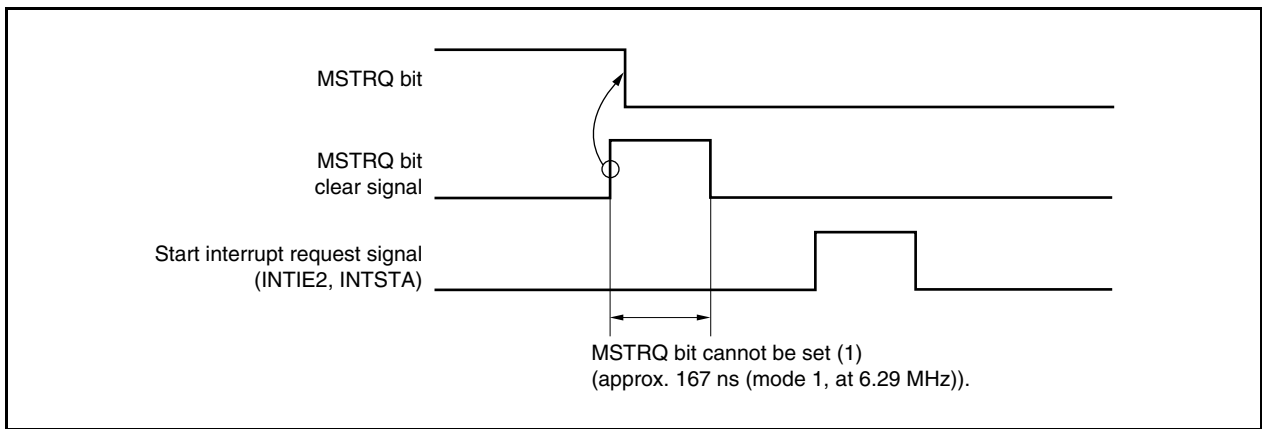 MSTRQ bit
MSTRQ bit
clear signal
Start interrupt request signal
(INTIE2, INTSTA)
MSTRQ bit cannot be set (1)
(approx. 167 ns (mode 1, at 6.29 MHz)).